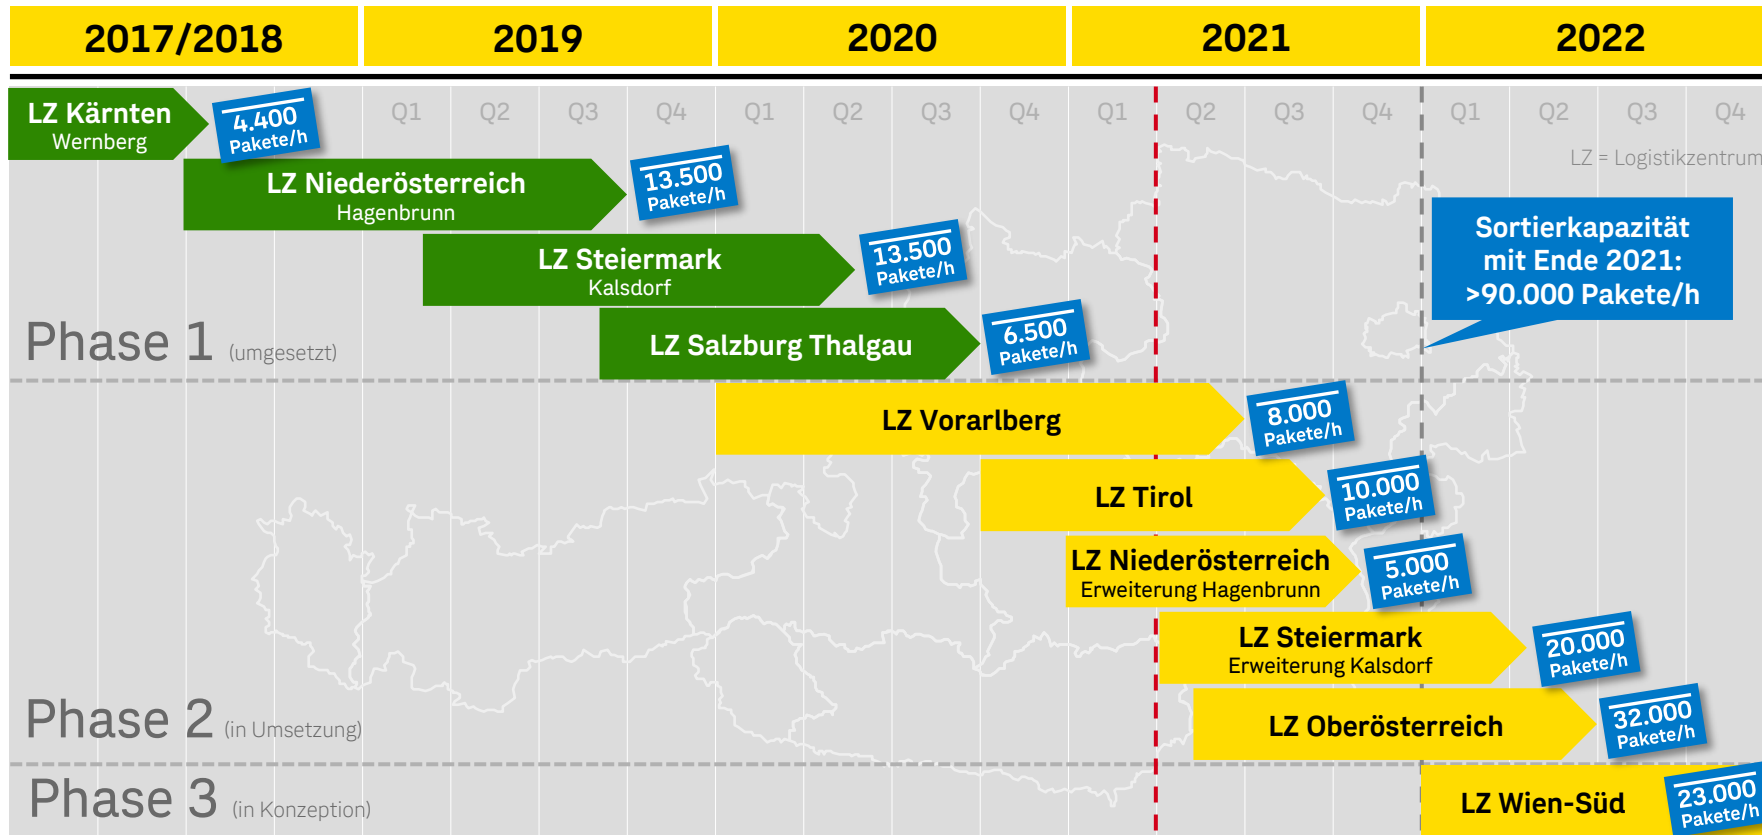 2017/2018
2019
2020
2021
2022
Q1
Q2
Q3
Q4
Q1
Q2
Q3
Q4
Q1
Q2
Q3
Q4
Q1
Q2
Q3
Q4
LZ = Logistikzentrum
LZ Kärnten
Wernberg
4.400
Pakete/h
LZ Niederösterreich
Hagenbrunn
13.500
Pakete/h
LZ Steiermark
Kalsdorf
13.500
Pakete/h
Sortierkapazität
mit Ende 2021:
>90.000 Pakete/h
Phase 1 (umgesetzt)
LZ Salzburg Thalgau
6.500
Pakete/h
LZ Vorarlberg
8.000
Pakete/h
LZ Tirol
10.000
Pakete/h
LZ Niederösterreich
Erweiterung Hagenbrunn
5.000
Pakete/h
LZ Steiermark
Erweiterung Kalsdorf
20.000
Pakete/h
Phase 2 (in Umsetzung)
LZ Oberösterreich
32.000
Pakete/h
Phase 3 (in Konzeption)
LZ Wien-Süd
23.000
Pakete/h